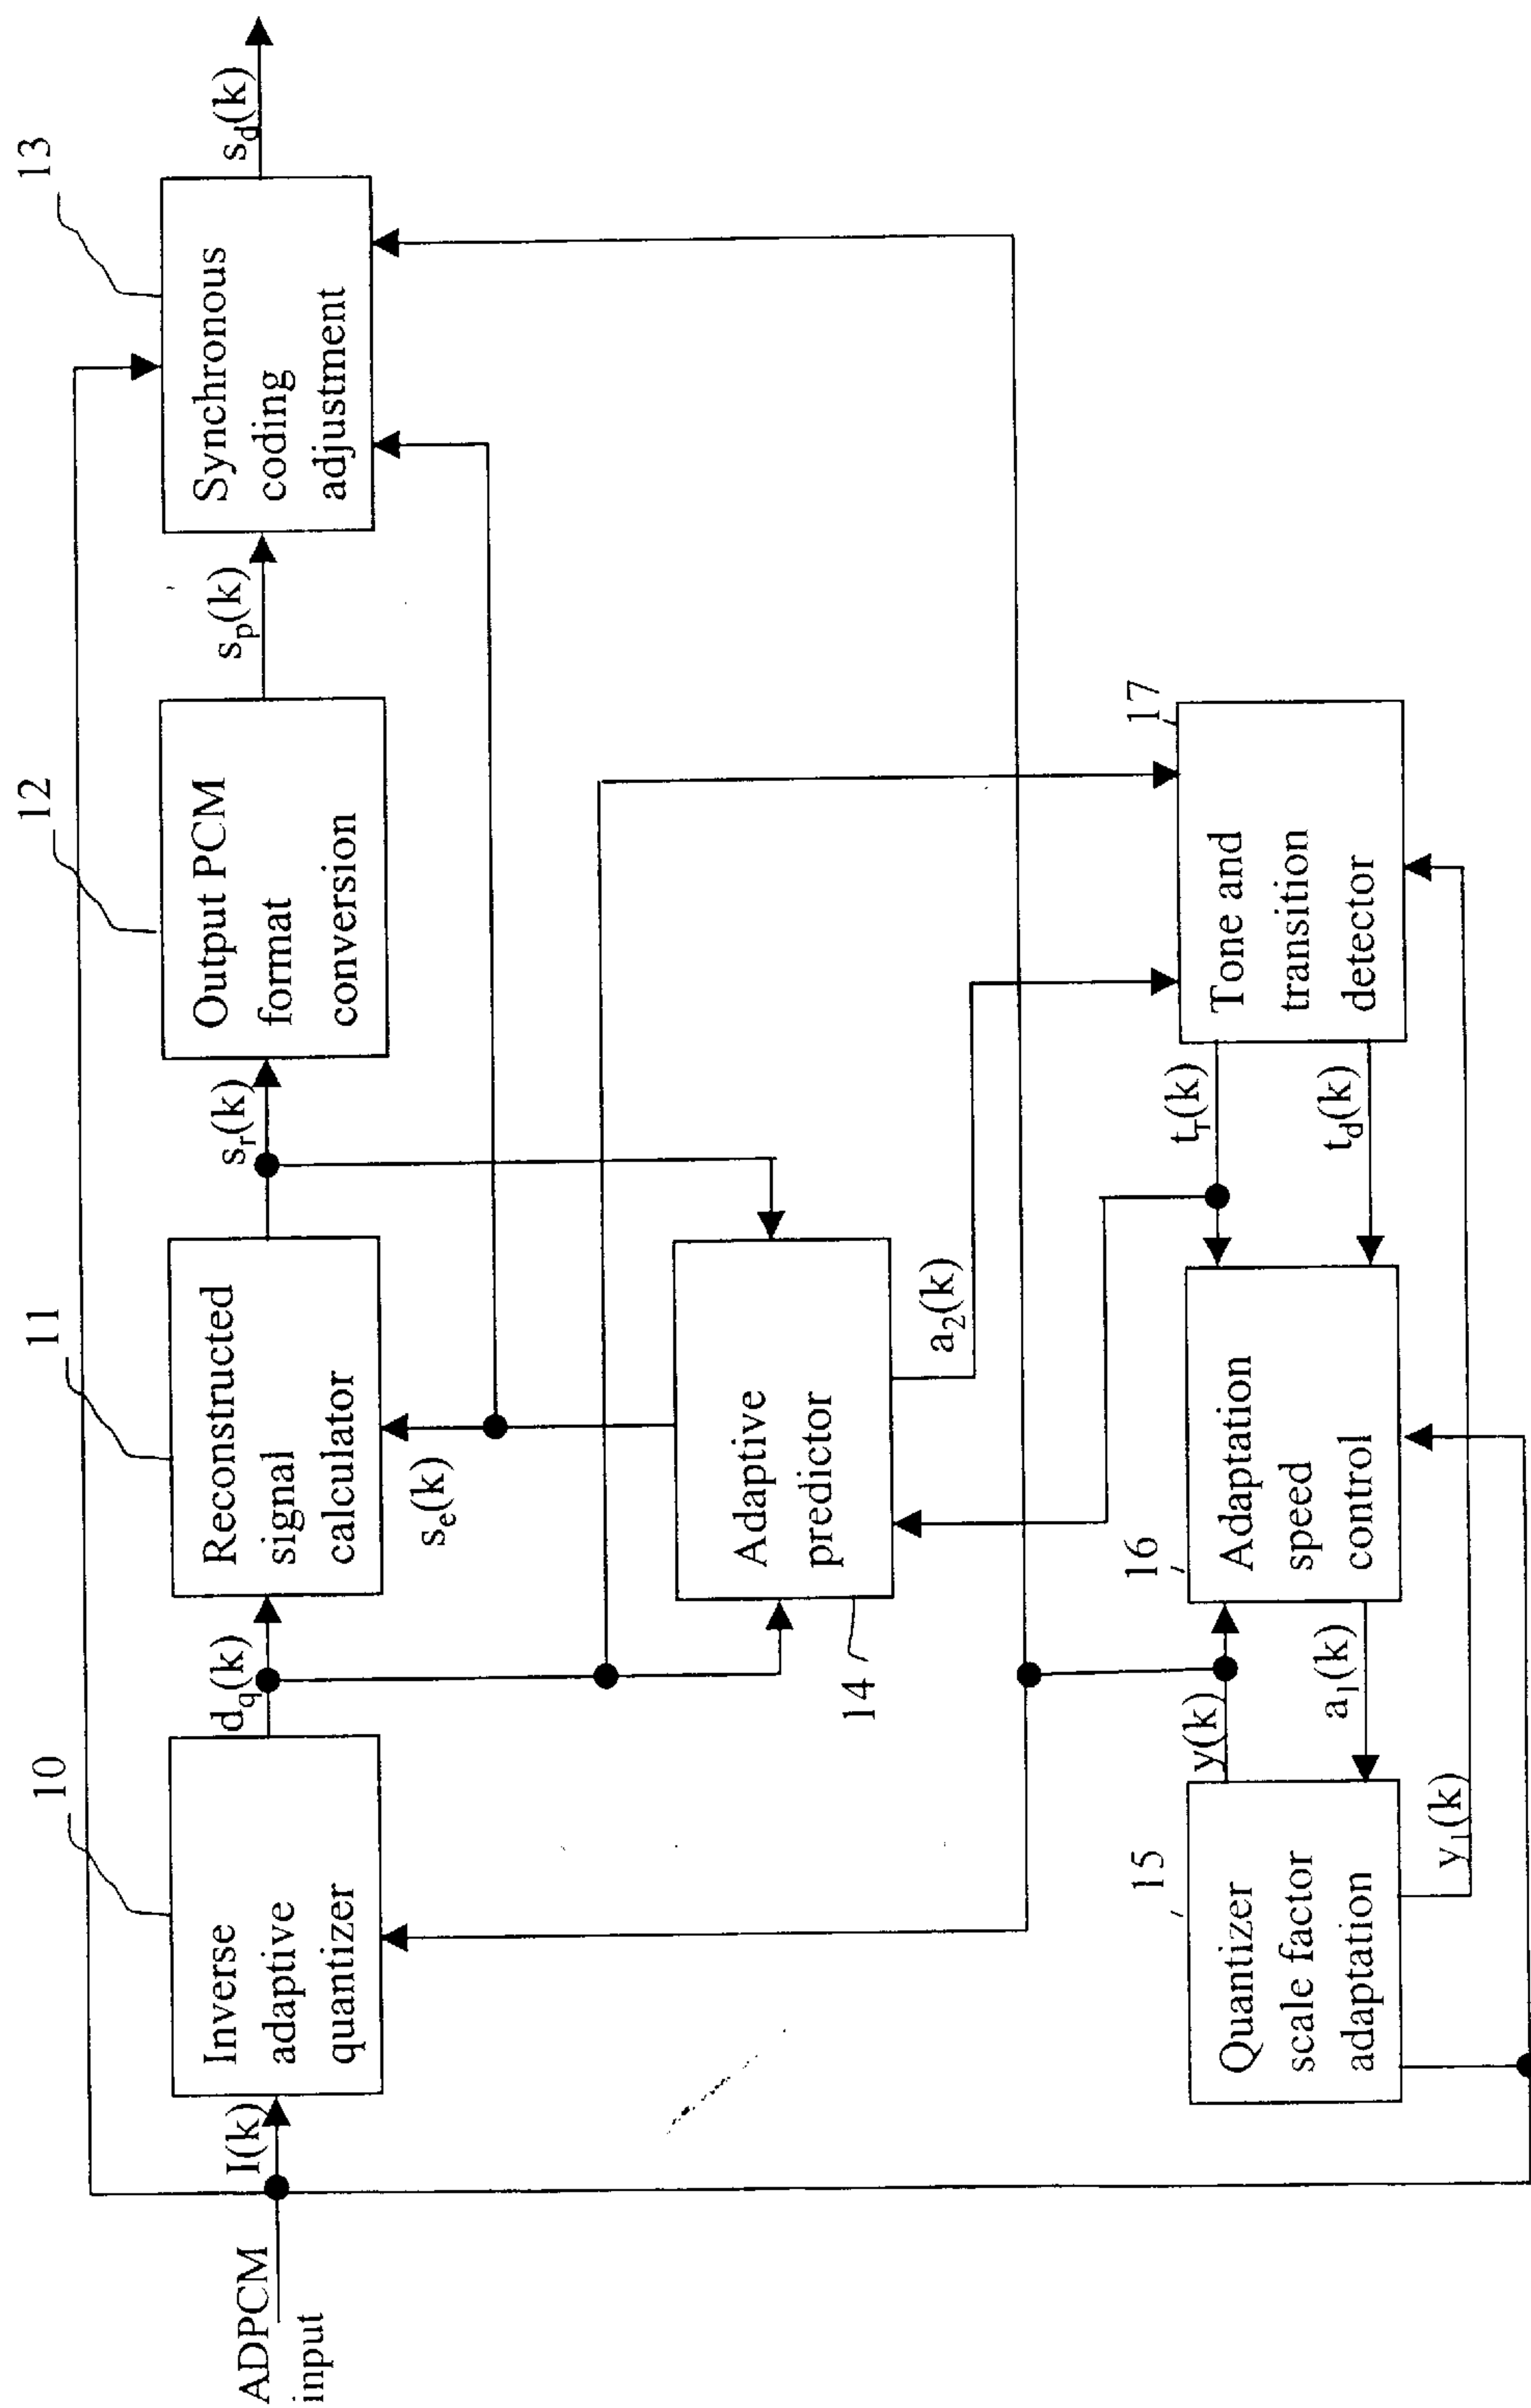 13
12
11
10
ADPCM
input
I(k)
Inverse
adaptive
quantizer
d_q(k)
Reconstructed
signal
calculator
s_r(k)
Output PCM
format
conversion
s_p(k)
Synchronous
coding
adjustment
s_d(k)
s_e(k)
Adaptive
predictor
14
a_2(k)
15
Quantizer
scale factor
adaptation
y(k)
a_1(k)
y_1(k)
16
Adaptation
speed
control
t_r(k)
t_d(k)
17
Tone and
transition
detector